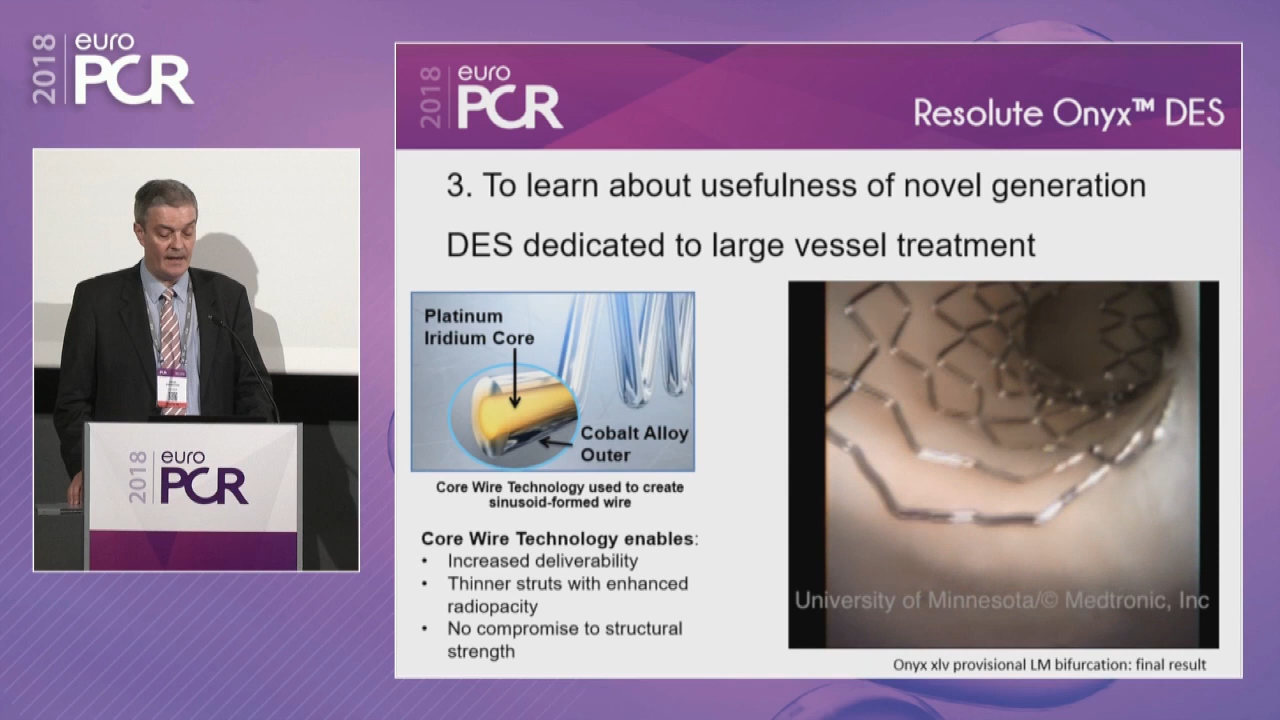 2018 euro PCR
2018 euro PCR
Resolute Onyx™ DES
3. To learn about usefulness of novel generation
DES dedicated to large vessel treatment
Platinum
Iridium Core
Cobalt Alloy
Outer
Core Wire Technology used to create
sinusoid-formed wire
Core Wire Technology enables:
• Increased deliverability
• Thinner struts with enhanced
radiopacity
• No compromise to structural
strength
University of Minnesota/© Medtronic, Inc
Onyx xlv provisional LM bifurcation: final result
PCR
2018 euro PCR